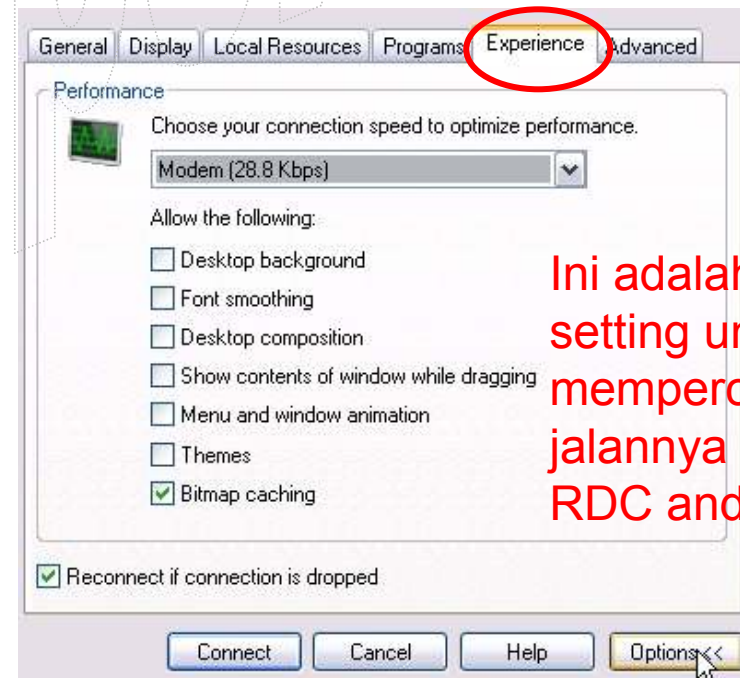 General Display Local Resources Programs Experience Advanced
Performance
Choose your connection speed to optimize performance.
Modem (28.8 Kbps)
Allow the following:
Desktop background
Font smoothing
Desktop composition
Show contents of window while dragging
Menu and window animation
Themes
Bitmap caching
Ini adalah
setting
jalannya
RDC
Reconnect if connection is dropped
Connect Cancel Help Options <<